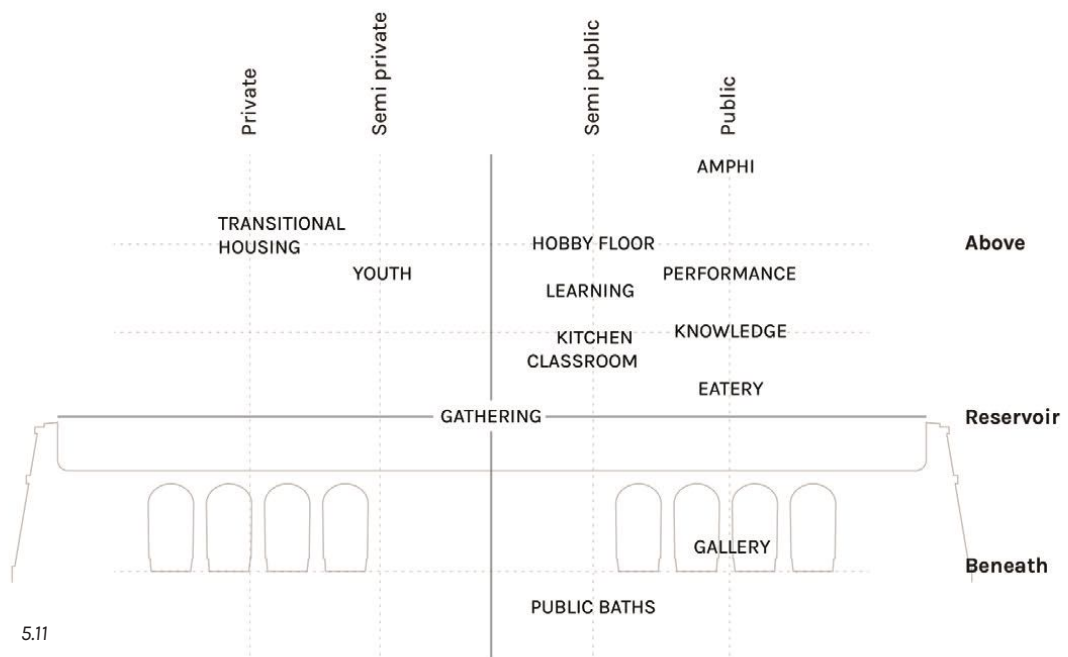 Private
Semi private
Semi public
Public
AMPHI
TRANSITIONAL
HOUSING
HOBBY FLOOR
Above
YOUTH
PERFORMANCE
LEARNING
KNOWLEDGE
KITCHEN
CLASSROOM
EATERY
GATHERING
Reservoir
GALLERY
Beneath
PUBLIC BATHS
5.11